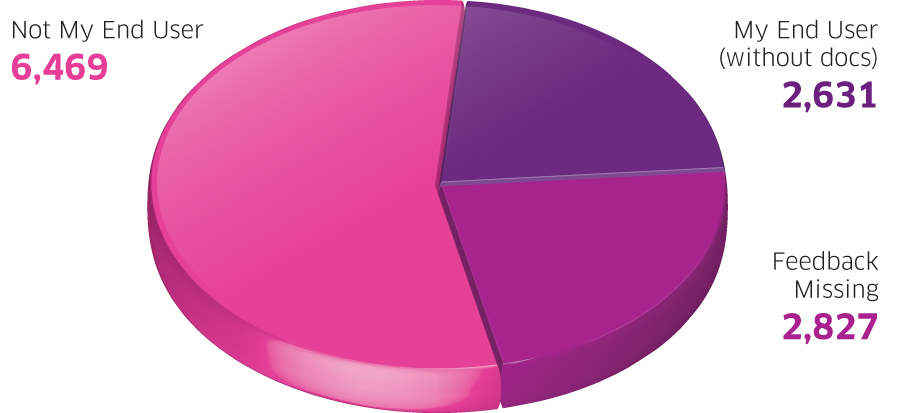 Not My End User
6,469
My End User
(without docs)
2,631
Feedback
Missing
2,827